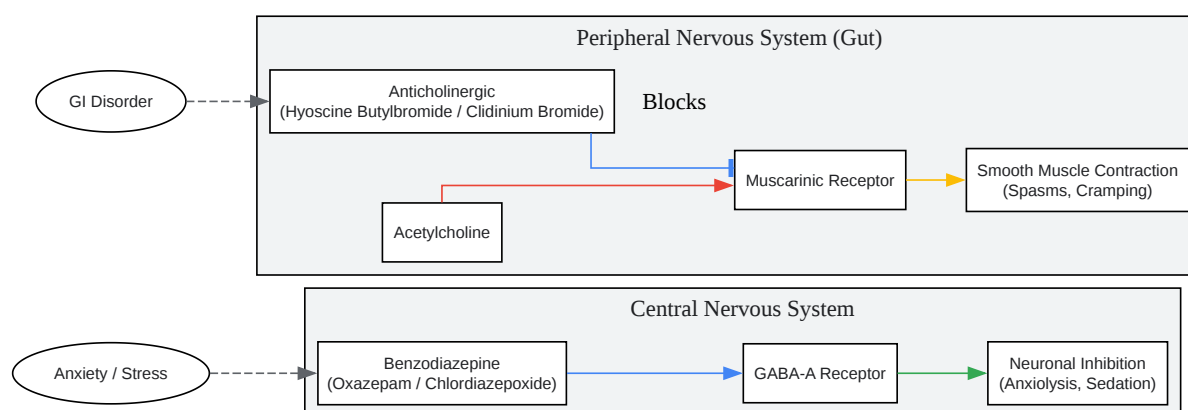 Peripheral Nervous System (Gut)
GI Disorder
Anticholinergic
(Hyoscine Butylbromide / Clidinium Bromide)
Blocks
Muscarinic Receptor
Smooth Muscle Contraction
(Spasms, Cramping)
Acetylcholine
Central Nervous System
Anxiety / Stress
Benzodiazepine
(Oxazepam / Chlordiazepoxide)
GABA-A Receptor
Neuronal Inhibition
(Anxiolysis, Sedation)